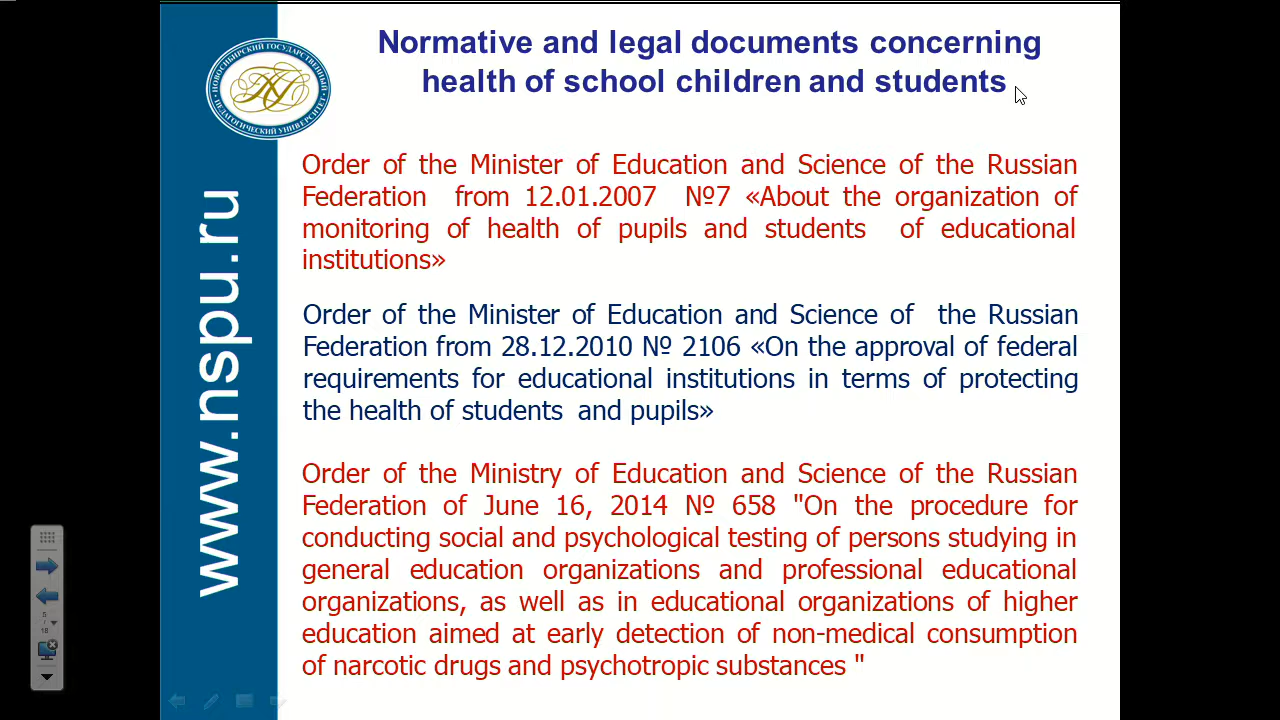 Normative and legal documents concerning
health of school children and students
НОВОСИБИРСКИЙ ГОСУДАРСТВЕННЫЙ
ПЕДАГОГИЧЕСКИЙ УНИВЕРСИТЕТ
www.nspu.ru
Order of the Minister of Education and Science of the Russian
Federation from 12.01.2007 №7 «About the organization of
monitoring of health of pupils and students of educational
institutions»
Order of the Minister of Education and Science of the Russian
Federation from 28.12.2010 № 2106 «On the approval of federal
requirements for educational institutions in terms of protecting
the health of students and pupils»
Order of the Ministry of Education and Science of the Russian
Federation of June 16, 2014 № 658 "On the procedure for
conducting social and psychological testing of persons studying in
general education organizations and professional educational
organizations, as well as in educational organizations of higher
education aimed at early detection of non-medical consumption
of narcotic drugs and psychotropic substances "
5
/
18